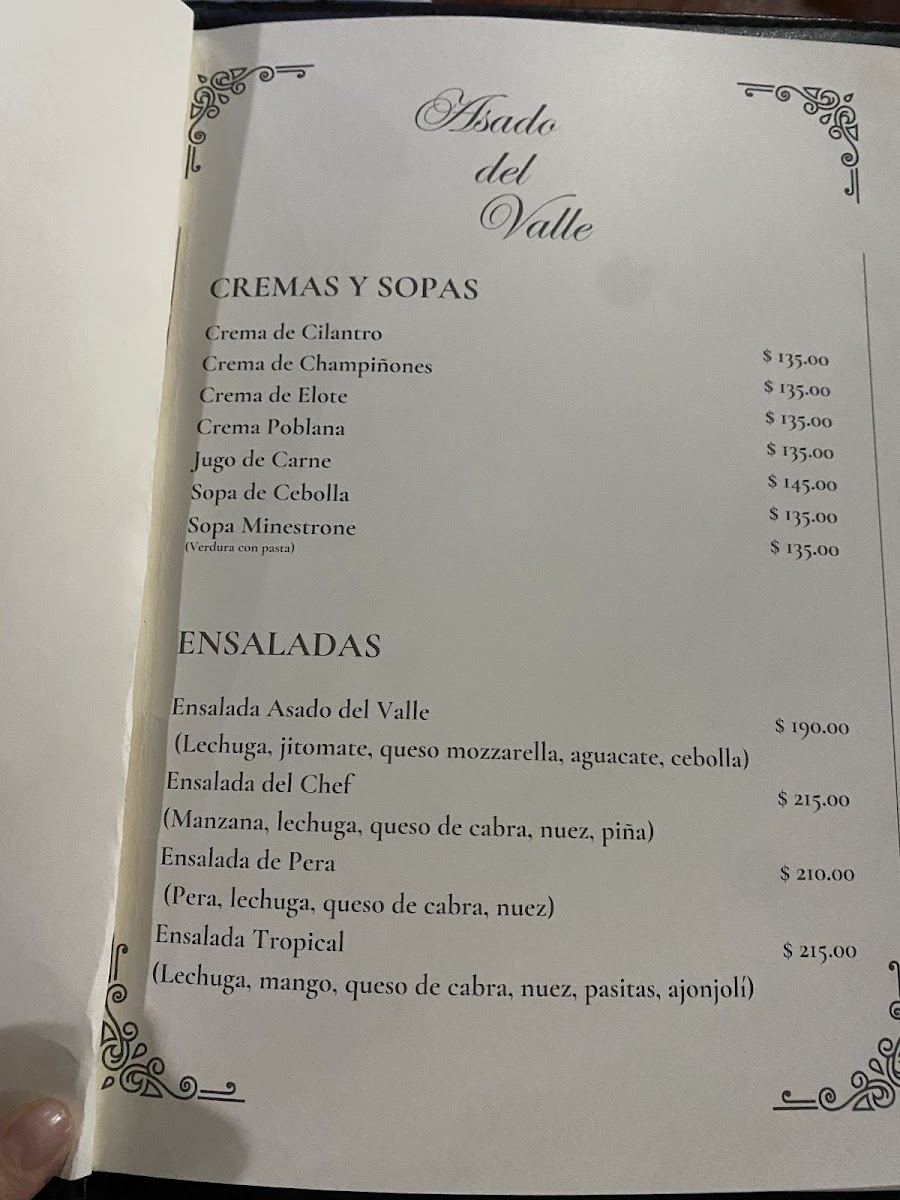 Asado
del
Valle
CREMAS Y SOPAS
Crema de Cilantro $ 135.00
Crema de Champiñones $ 135.00
Crema de Elote $ 135.00
Crema Poblana $ 135.00
Jugo de Carne $ 145.00
Sopa de Cebolla $ 135.00
Sopa Minestrone $ 135.00
(Verdura con pasta)
ENSALADAS
Ensalada Asado del Valle $ 190.00
(Lechuga, jitomate, queso mozzarella, aguacate, cebolla)
Ensalada del Chef $ 215.00
(Manzana, lechuga, queso de cabra, nuez, piña)
Ensalada de Pera $ 210.00
(Pera, lechuga, queso de cabra, nuez)
Ensalada Tropical $ 215.00
(Lechuga, mango, queso de cabra, nuez, pasitas, ajonjolí)